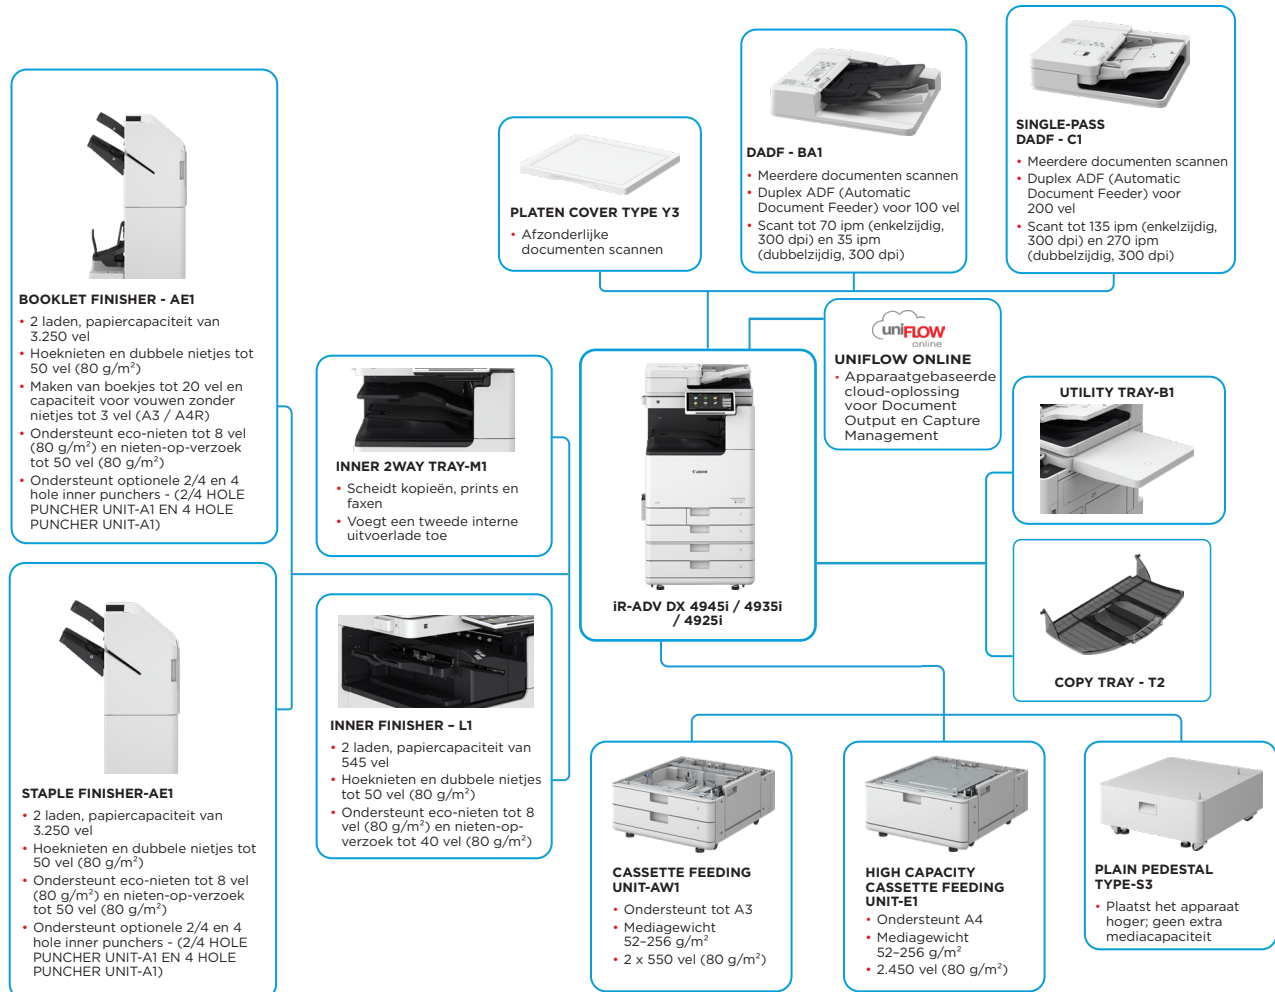 BOOKLET FINISHER - AE1
• 2 laden, papiercapaciteit van
3.250 vel
• Hoeknieten en dubbele nietjes tot
50 vel (80 g/m²)
• Maken van boekjes tot 20 vel en
capaciteit voor vouwen zonder
nietjes tot 3 vel (A3 / A4R)
• Ondersteunt eco-nieten tot 8 vel
(80 g/m²) en nieten-op-verzoek
tot 50 vel (80 g/m²)
• Ondersteunt optionele 2/4 en 4
hole inner punchers - (2/4 HOLE
PUNCHER UNIT-A1 EN 4 HOLE
PUNCHER UNIT-A1)
STAPLE FINISHER-AE1
• 2 laden, papiercapaciteit van
3.250 vel
• Hoeknieten en dubbele nietjes tot
50 vel (80 g/m²)
• Ondersteunt eco-nieten tot 8 vel
(80 g/m²) en nieten-op-verzoek
tot 50 vel (80 g/m²)
• Ondersteunt optionele 2/4 en 4
hole inner punchers - (2/4 HOLE
PUNCHER UNIT-A1 EN 4 HOLE
PUNCHER UNIT-A1)
INNER 2WAY TRAY-M1
• Scheidt kopieën, prints en
faxen
• Voegt een tweede interne
uitvoerlade toe
INNER FINISHER – L1
• 2 laden, papiercapaciteit van
545 vel
• Hoeknieten en dubbele nietjes
tot 50 vel (80 g/m²)
• Ondersteunt eco-nieten tot 8
vel (80 g/m²) en nieten-op-
verzoek tot 40 vel (80 g/m²)
PLATEN COVER TYPE Y3
• Afzonderlijke
documenten scannen
DADF - BA1
• Meerdere documenten scannen
• Duplex ADF (Automatic
Document Feeder) voor 100 vel
• Scant tot 70 ipm (enkelzijdig,
300 dpi) en 35 ipm
(dubbelzijdig, 300 dpi)
SINGLE-PASS
DADF - C1
• Meerdere documenten scannen
• Duplex ADF (Automatic
Document Feeder) voor
200 vel
• Scant tot 135 ipm (enkelzijdig,
300 dpi) en 270 ipm
(dubbelzijdig, 300 dpi)
uniFLOW
online
UNIFLOW ONLINE
• Apparaatgebaseerde
cloud-oplossing
voor Document
Output en Capture
Management
Canon
iR-ADV DX 4945i / 4935i
/ 4925i
UTILITY TRAY-B1
COPY TRAY - T2
CASSETTE FEEDING
UNIT-AW1
• Ondersteunt tot A3
• Mediagewicht
52–256 g/m²
• 2 x 550 vel (80 g/m²)
HIGH CAPACITY
CASSETTE FEEDING
UNIT-E1
• Ondersteunt A4
• Mediagewicht
52–256 g/m²
• 2.450 vel (80 g/m²)
PLAIN PEDESTAL
TYPE-S3
• Plaatst het apparaat
hoger; geen extra
mediacapaciteit